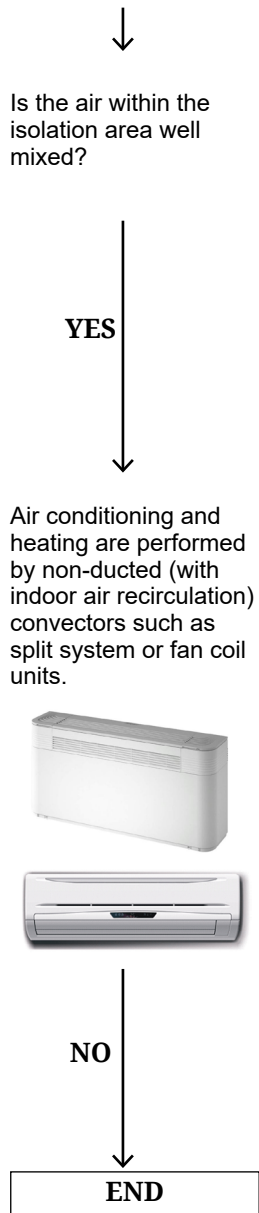 Is the air within the
isolation area well
mixed?
YES
Air conditioning and
heating are performed
by non-ducted (with
indoor air recirculation)
convectors such as
split system or fan coil
units.
NO
END